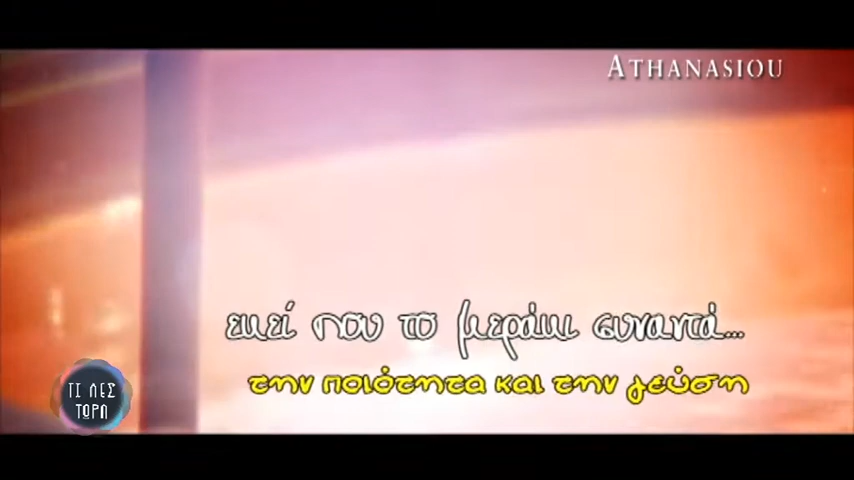 ATHANASIOU
εκεί που το μεράκι συναντά...
την ποιότητα και την γεύση
ΤΙ ΛΕΣ
ΤΩΡΑ